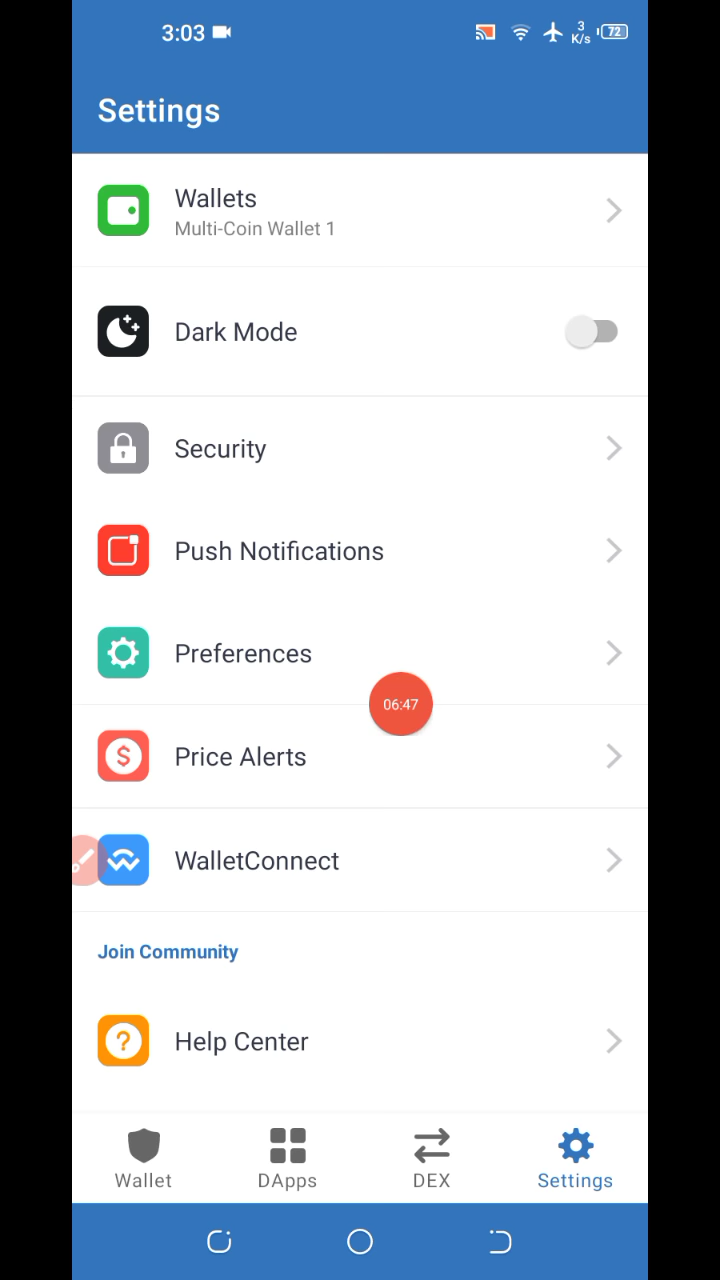 3:03
3
K/s
72
Settings
Wallets
Multi-Coin Wallet 1
Dark Mode
Security
Push Notifications
Preferences
06:47
Price Alerts
WalletConnect
Join Community
Help Center
Wallet
DApps
DEX
Settings